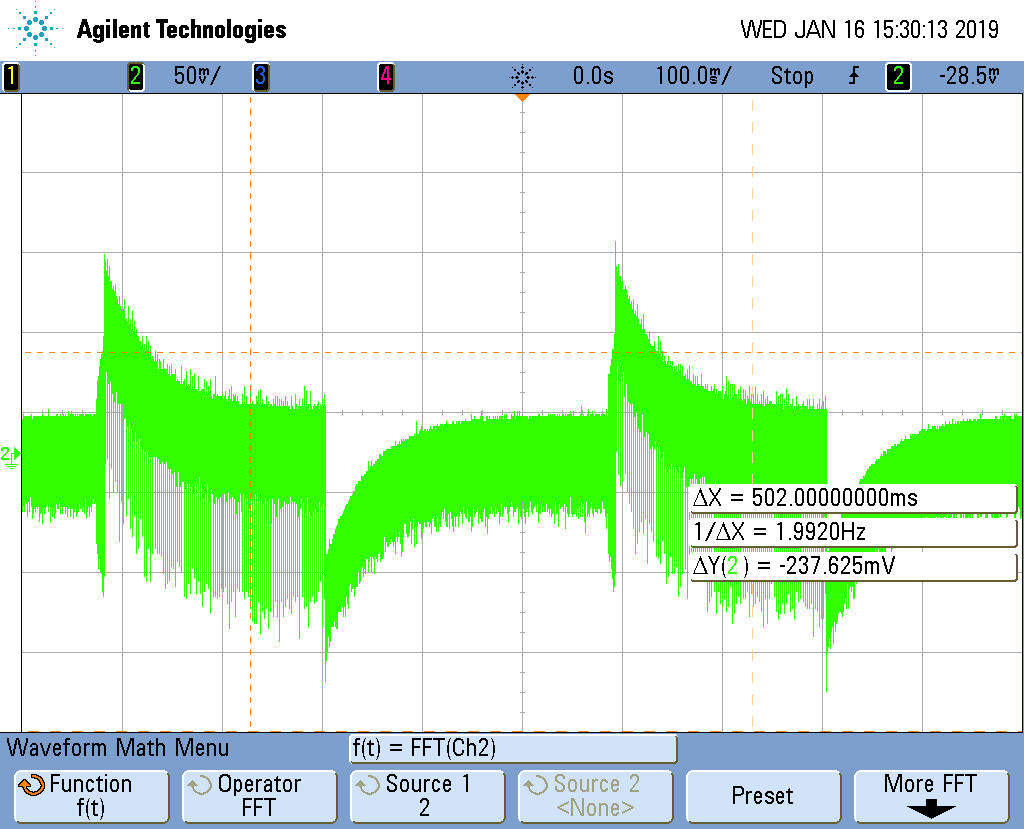 Agilent Technologies WED JAN 16 15:30:13 2019
1 2 50mV/ 3 4 0.0s 100.0ms/ Stop 2 -28.5mV
2
ΔX = 502.00000000ms
1/ΔX = 1.9920Hz
ΔY(2) = -237.625mV
Waveform Math Menu f(t) = FFT(Ch2)
Function Operator Source 1 Source 2 Preset More FFT
f(t) FFT 2 <None>